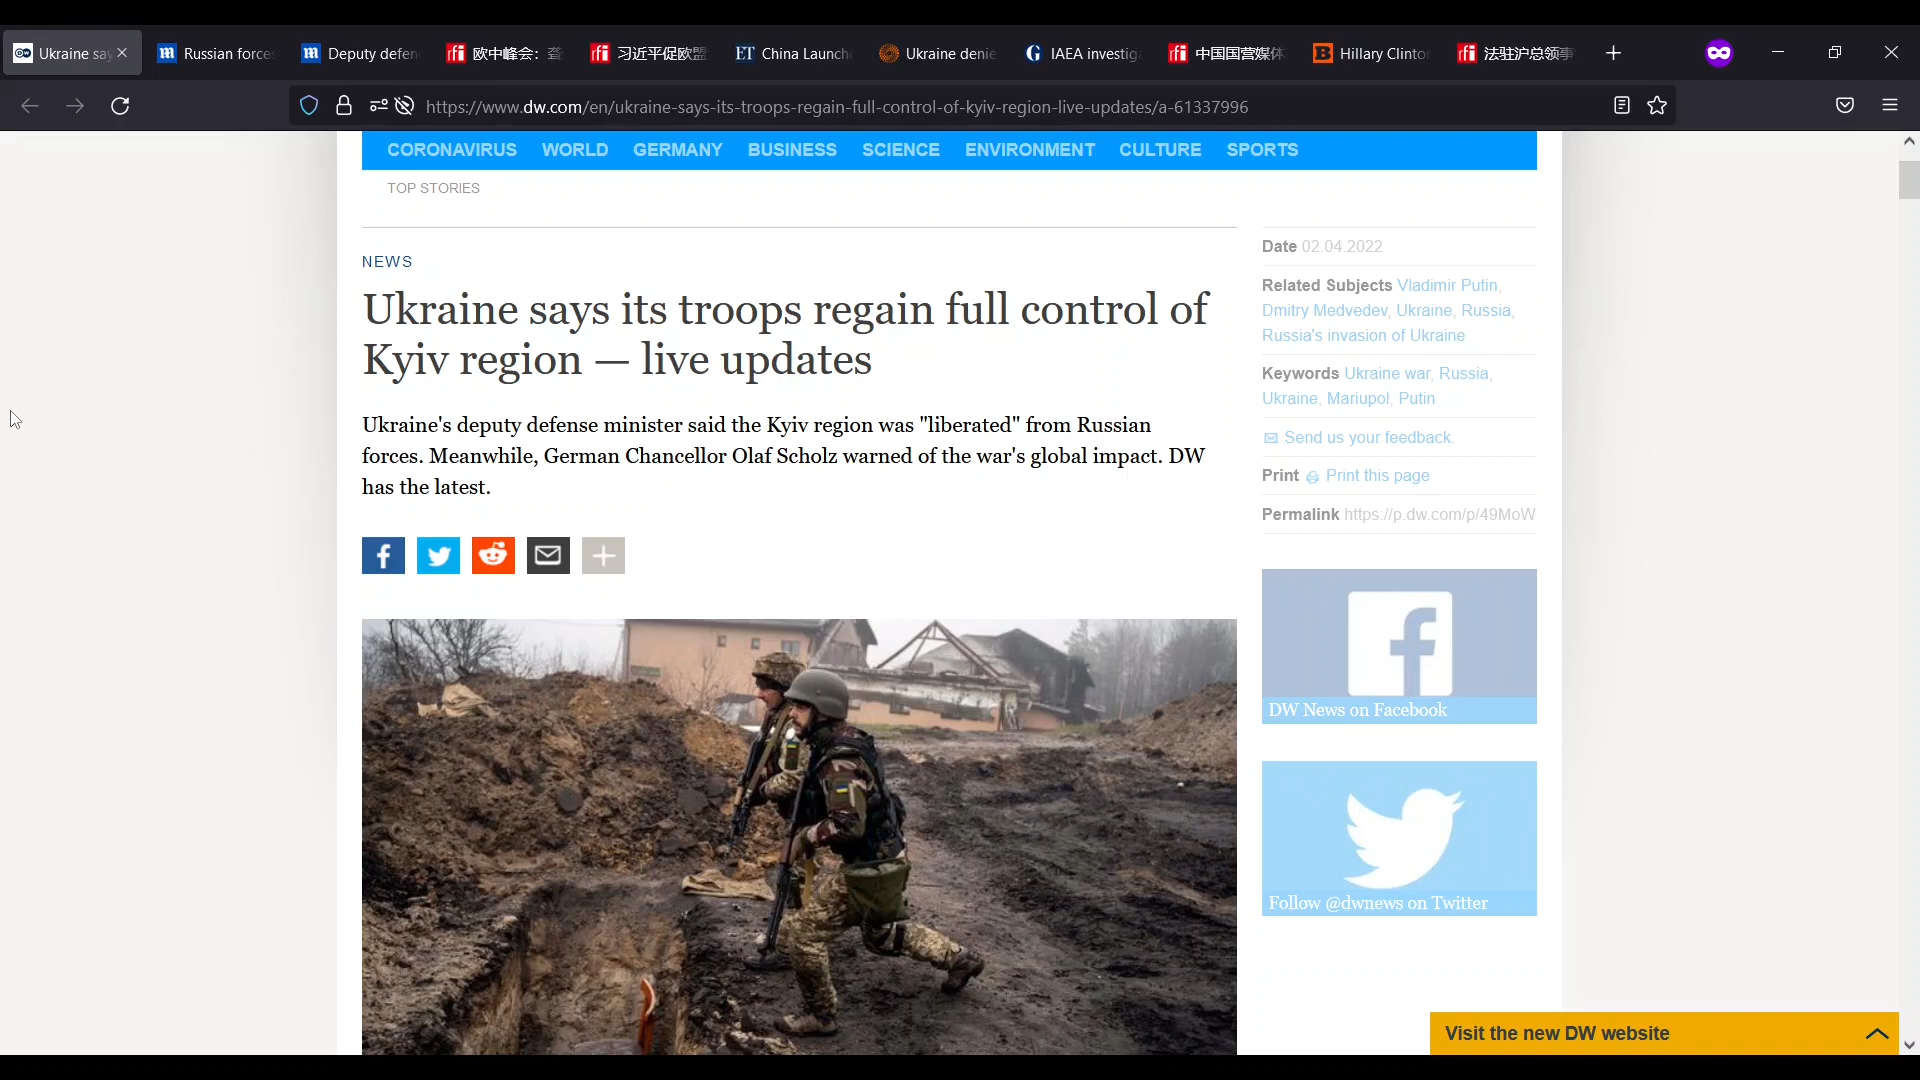 Ukraine say
Russian force
Deputy defen
欧中峰会：聋
习近平促欧盟
China Launch
Ukraine denie
IAEA investig
中国国营媒体
Hillary Clinto
法驻沪总领事
https://www.dw.com/en/ukraine-says-its-troops-regain-full-control-of-kyiv-region-live-updates/a-61337996
CORONAVIRUS WORLD GERMANY BUSINESS SCIENCE ENVIRONMENT CULTURE SPORTS
TOP STORIES
NEWS
Ukraine says its troops regain full control of
Kyiv region — live updates
Ukraine's deputy defense minister said the Kyiv region was "liberated" from Russian
forces. Meanwhile, German Chancellor Olaf Scholz warned of the war's global impact. DW
has the latest.
Date 02.04.2022
Related Subjects Vladimir Putin,
Dmitry Medvedev, Ukraine, Russia,
Russia's invasion of Ukraine
Keywords Ukraine war, Russia,
Ukraine, Mariupol, Putin
Send us your feedback.
Print Print this page
Permalink https://p.dw.com/p/49MoW
DW News on Facebook
Follow @dwnews on Twitter
Visit the new DW website